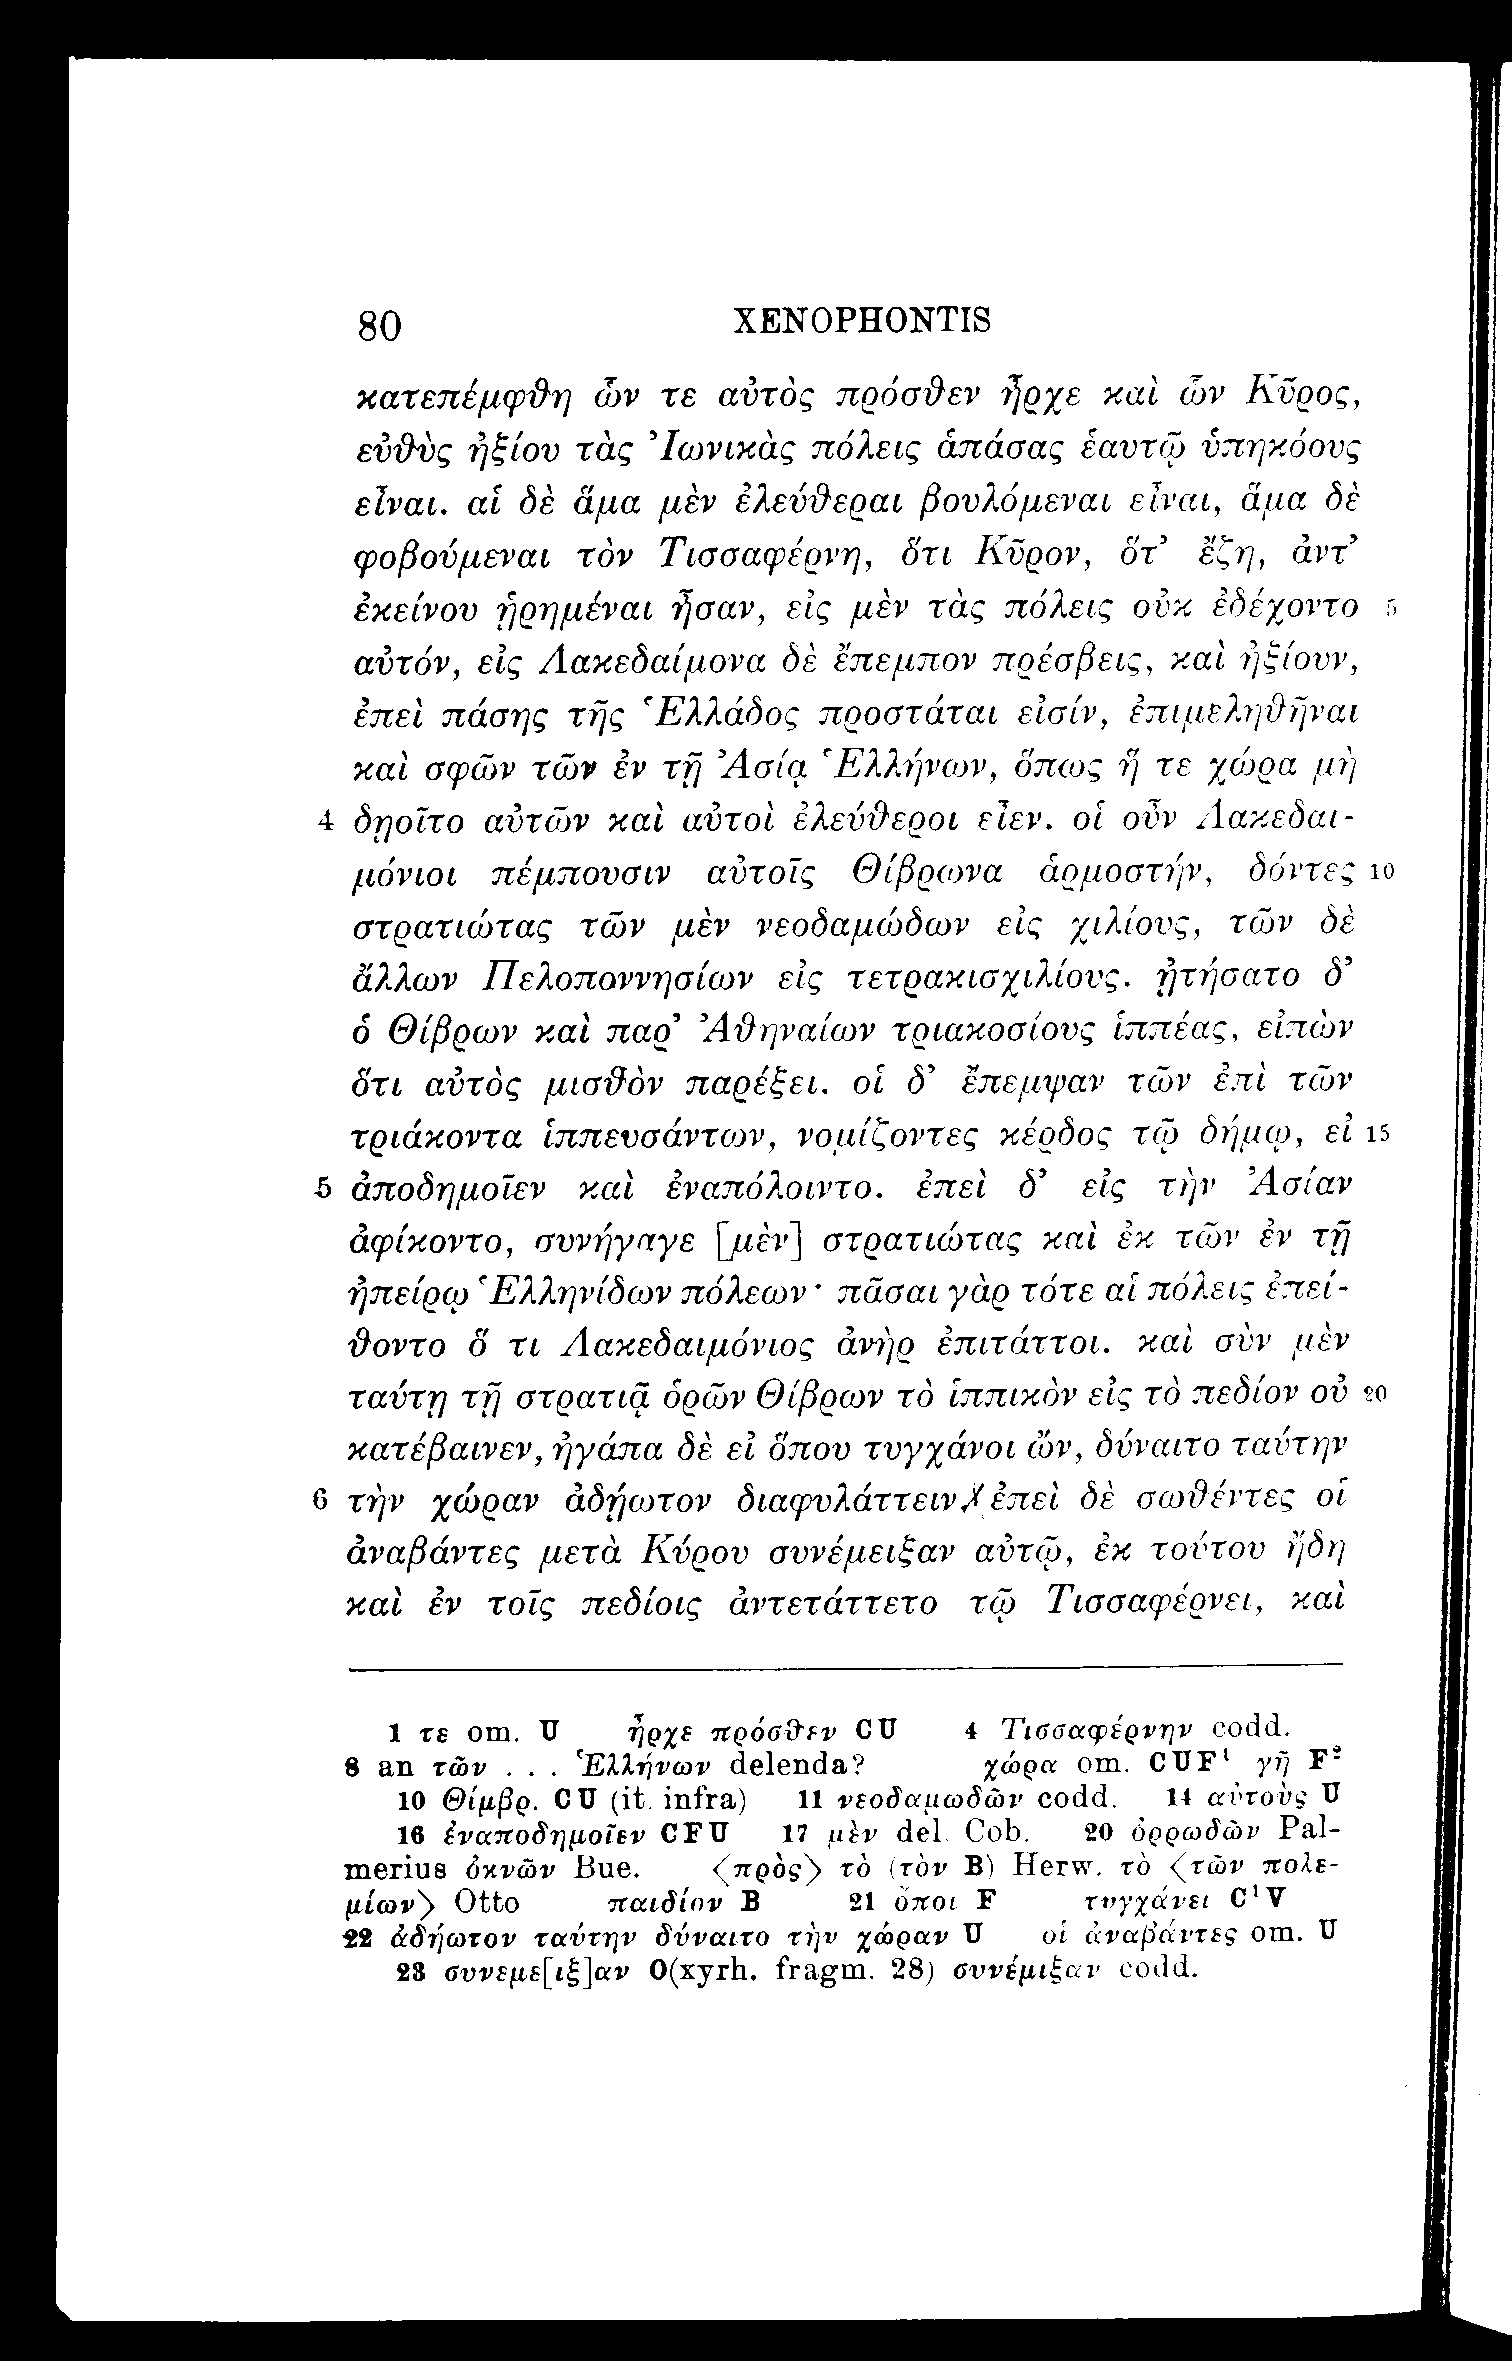 80 XENOPHONTIS
κατεπέμφθη ὧν τε αὐτὸς πρόσθεν ἦρχε καὶ ὧν Κῦρος,
εὐθὺς ἠξίου τὰς Ἰωνικὰς πόλεις ἁπάσας ἑαυτῷ ὑπηκόους
εἶναι. αἱ δὲ ἅμα μὲν ἐλεύθεραι βουλόμεναι εἶναι, ἅμα δὲ
φοβούμεναι τὸν Τισσαφέρνη, ὅτι Κῦρον, ὅτ’ ἔζη, ἀντ’
ἐκείνου ᾑρημέναι ἦσαν, εἰς μὲν τὰς πόλεις οὐκ ἐδέχοντο 5
αὐτόν, εἰς Λακεδαίμονα δὲ ἔπεμπον πρέσβεις, καὶ ἠξίουν,
ἐπεὶ πάσης τῆς Ἑλλάδος προστάται εἰσίν, ἐπιμεληθῆναι
καὶ σφῶν τῶν ἐν τῇ Ἀσίᾳ Ἑλλήνων, ὅπως ἥ τε χώρα μὴ
4 δῃοῖτο αὐτῶν καὶ αὐτοὶ ἐλεύθεροι εἶεν. οἱ οὖν Λακεδαι-
μόνιοι πέμπουσιν αὐτοῖς Θίβρωνα ἁρμοστήν, δόντες 10
στρατιώτας τῶν μὲν νεοδαμώδων εἰς χιλίους, τῶν δὲ
ἄλλων Πελοποννησίων εἰς τετρακισχιλίους. ᾐτήσατο δ’
ὁ Θίβρων καὶ παρ’ Ἀθηναίων τριακοσίους ἱππέας, εἰπὼν
ὅτι αὐτὸς μισθὸν παρέξει. οἱ δ’ ἔπεμψαν τῶν ἐπὶ τῶν
τριάκοντα ἱππευσάντων, νομίζοντες κέρδος τῷ δήμῳ, εἰ 15
5 ἀποδημοῖεν καὶ ἐναπόλοιντο. ἐπεὶ δ’ εἰς τὴν Ἀσίαν
ἀφίκοντο, συνήγαγε [μὲν] στρατιώτας καὶ ἐκ τῶν ἐν τῇ
ἠπείρῳ Ἑλληνίδων πόλεων· πᾶσαι γὰρ τότε αἱ πόλεις ἐπεί-
θοντο ὅ τι Λακεδαιμόνιος ἀνὴρ ἐπιτάττοι. καὶ σὺν μὲν
ταύτῃ τῇ στρατιᾷ ὁρῶν Θίβρων τὸ ἱππικὸν εἰς τὸ πεδίον οὐ 20
κατέβαινεν, ἠγάπα δὲ εἰ ὅπου τυγχάνοι ὤν, δύναιτο ταύτην
6 τὴν χώραν ἀδῄωτον διαφυλάττειν. ἐπεὶ δὲ σωθέντες οἱ
ἀναβάντες μετὰ Κύρου συνέμειξαν αὐτῷ, ἐκ τούτου ἤδη
καὶ ἐν τοῖς πεδίοις ἀντετάττετο τῷ Τισσαφέρνει, καὶ
1 τε om. U ἦρχε πρόσθεν CU 4 Τισσαφέρνην codd.
8 an τῶν . . . Ἑλλήνων delenda? χώρα om. CUF¹ γῆ F²
10 Θίμβρ. CU (it. infra) 11 νεοδαμωδῶν codd. 14 αὐτοὺς U
16 ἐναποδημοῖεν CFU 17 μὲν del. Cob. 20 ὀρρωδῶν Pal-
merius ὀκνῶν Bue. ⟨πρὸς⟩ τὸ (τὸν B) Herw. τὸ ⟨τῶν πολε-
μίων⟩ Otto παιδίον B 21 ὅποι F τυγχάνει C¹V
22 ἀδήωτον ταύτην δύναιτο τὴν χώραν U οἱ ἀναβάντες om. U
23 συνεμε[ιξ]αν O(xyrh. fragm. 28) συνέμιξαν codd.